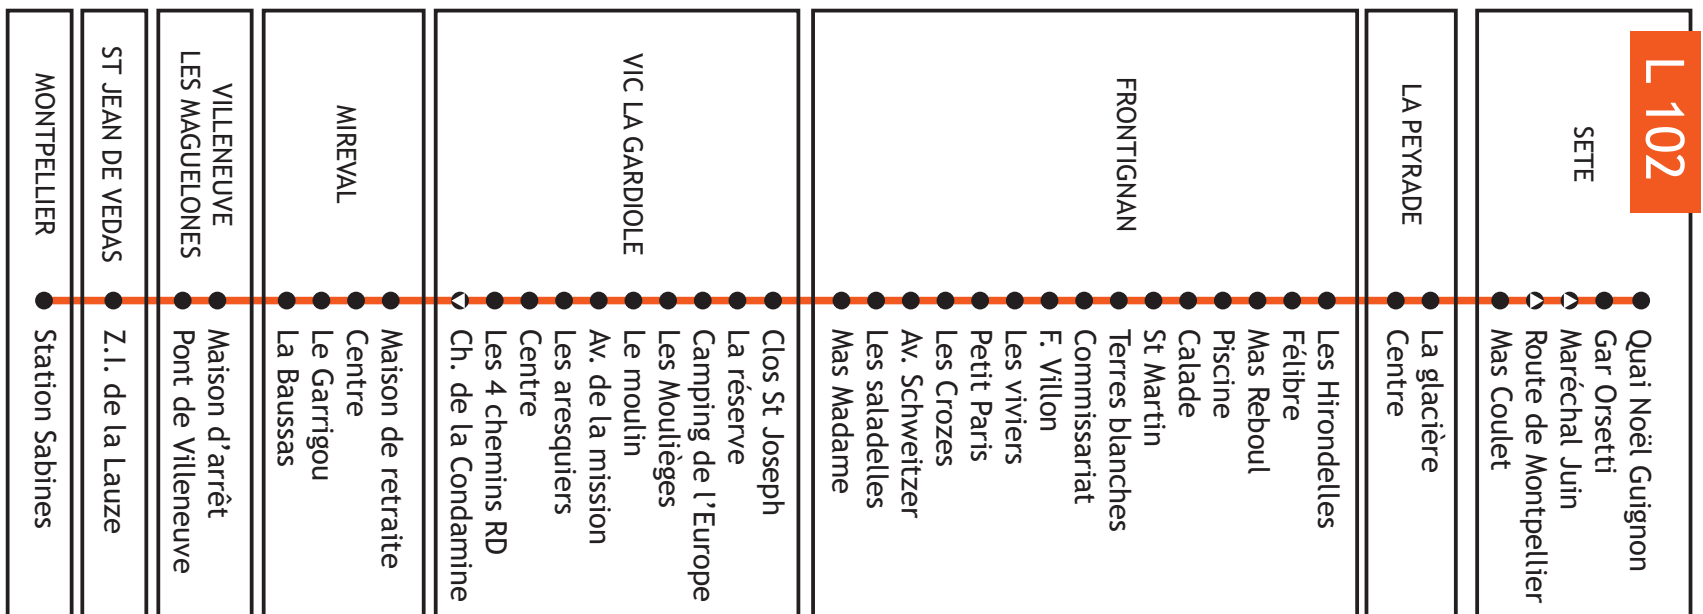 L 102
SETE
Quai Noël Guignon
Gar Orsetti
Maréchal Juin
Route de Montpellier
Mas Coulet
LA PEYRADE
La glacière
Centre
FRONTIGNAN
Les Hirondelles
Félibre
Mas Reboul
Piscine
Calade
St Martin
Terres blanches
Commissariat
F. Villon
Les viviers
Petit Paris
Les Crozes
Av. Schweitzer
Les saladelles
Mas Madame
VIC LA GARDIOLE
Clos St Joseph
La réserve
Camping de l'Europe
Les Moulièges
Le moulin
Av. de la mission
Les aresquiers
Centre
Les 4 chemins RD
Ch. de la Condamine
MIREVAL
Maison de retraite
Centre
Le Garrigou
La Baussas
VILLENEUVE
LES MAGUELONES
Maison d'arrêt
Pont de Villeneuve
ST JEAN DE VEDAS
Z.I. de la Lauze
MONTPELLIER
Station Sabines